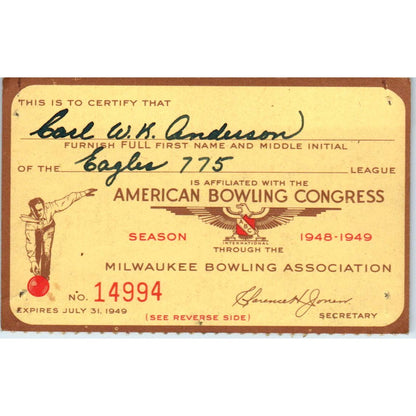 THIS IS TO CERTIFY THAT
Carl W. K. Anderson
FURNISH FULL FIRST NAME AND MIDDLE INITIAL
OF THE Eagles 775 LEAGUE
IS AFFILIATED WITH THE
AMERICAN BOWLING CONGRESS
ABC
INTERNATIONAL
SEASON 1948-1949
THROUGH THE
MILWAUKEE BOWLING ASSOCIATION
NO. 14994
EXPIRES JULY 31, 1949
(SEE REVERSE SIDE)
SECRETARY